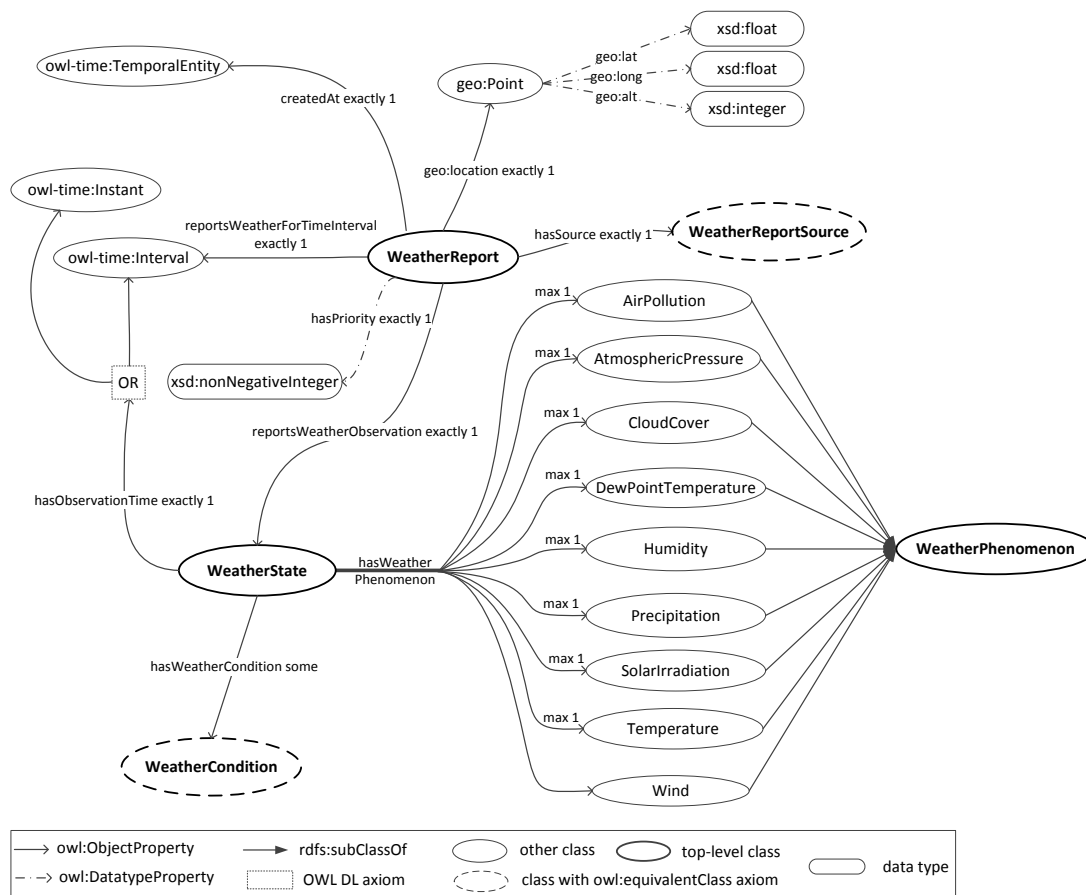 xsd:float
geo:lat
owl-time:TemporalEntity
geo:Point
geo:long
xsd:float
createdAt exactly 1
geo:alt
xsd:integer
geo:location exactly 1
owl-time:Instant
reportsWeatherForTimeInterval
exactly 1
hasSource exactly 1
WeatherReportSource
owl-time:Interval
WeatherReport
max 1
AirPollution
hasPriority exactly 1
max 1
AtmosphericPressure
OR
xsd:nonNegativeInteger
max 1
CloudCover
reportsWeatherObservation exactly 1
max 1
DewPointTemperature
hasObservationTime exactly 1
max 1
Humidity
WeatherPhenomenon
WeatherState
hasWeather
Phenomenon
max 1
Precipitation
hasWeatherCondition some
max 1
SolarIrradiation
max 1
Temperature
WeatherCondition
Wind
owl:ObjectProperty
rdfs:subClassOf
other class
top-level class
data type
owl:DatatypeProperty
OWL DL axiom
class with owl:equivalentClass axiom